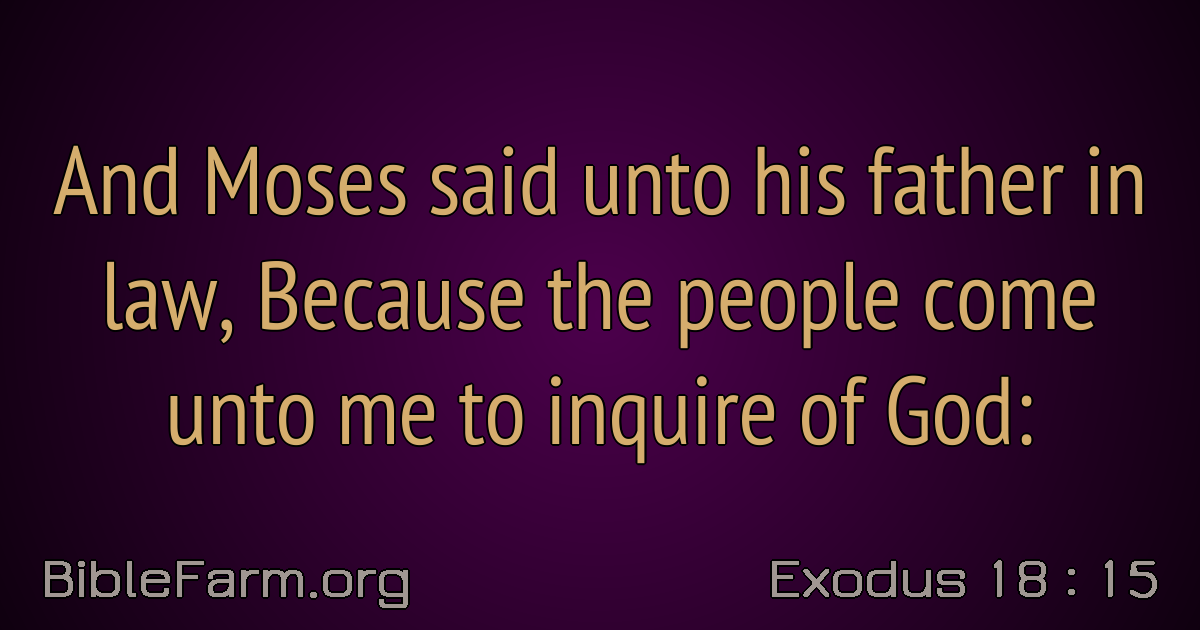 And Moses said unto his father in
law, Because the people come
unto me to inquire of God:
BibleFarm.org
Exodus 18 : 15